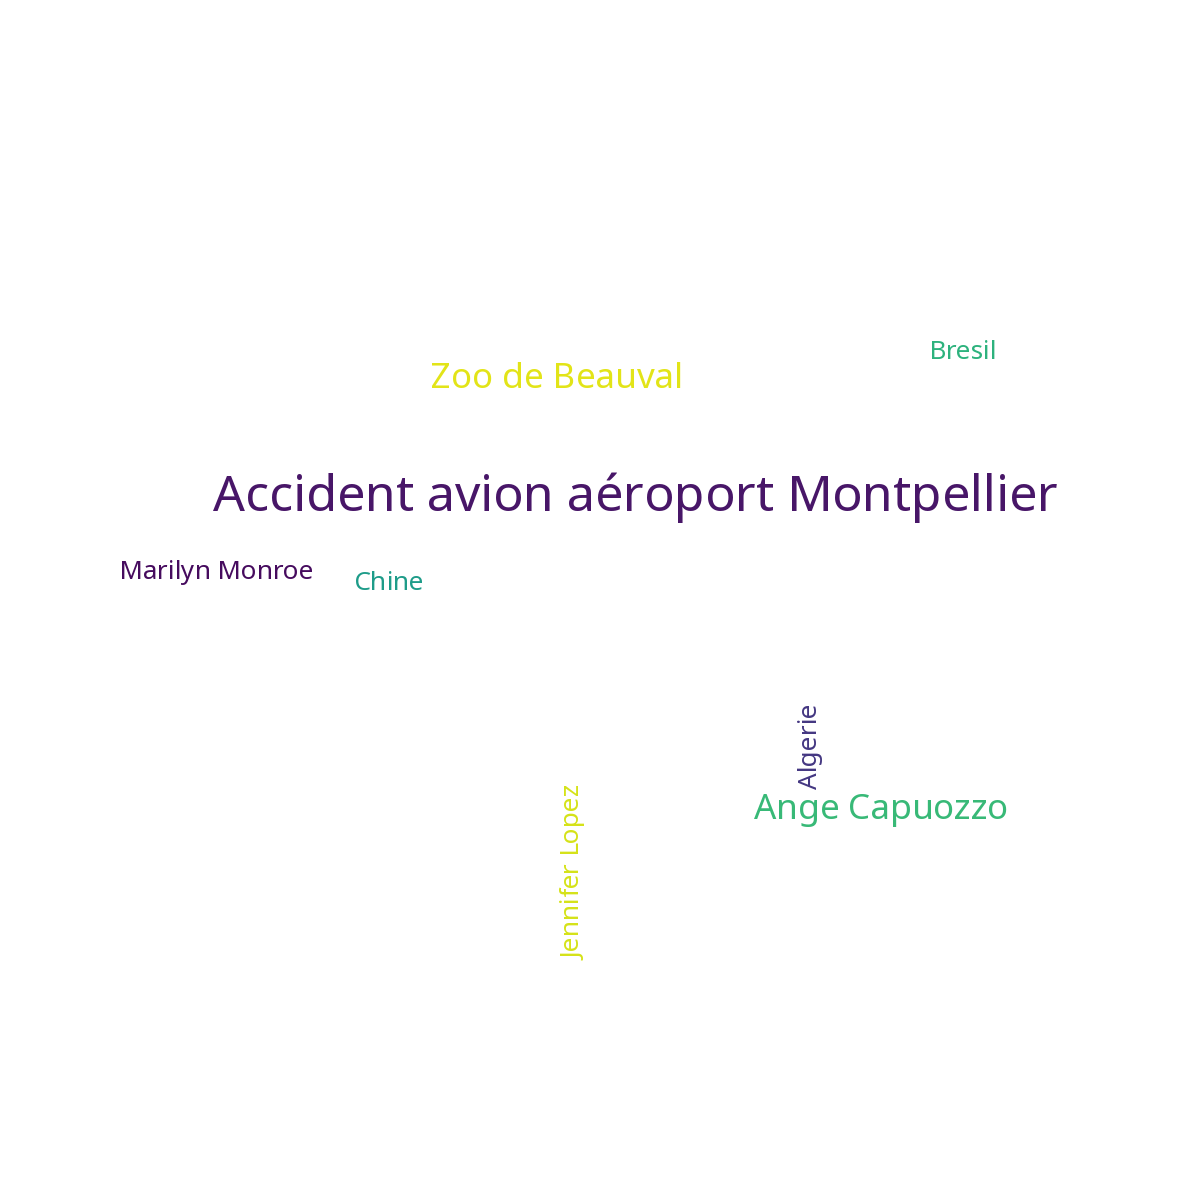 Bresil
Zoo de Beauval
Accident avion aéroport Montpellier
Marilyn Monroe
Chine
Algerie
Ange Capuozzo
Jennifer Lopez